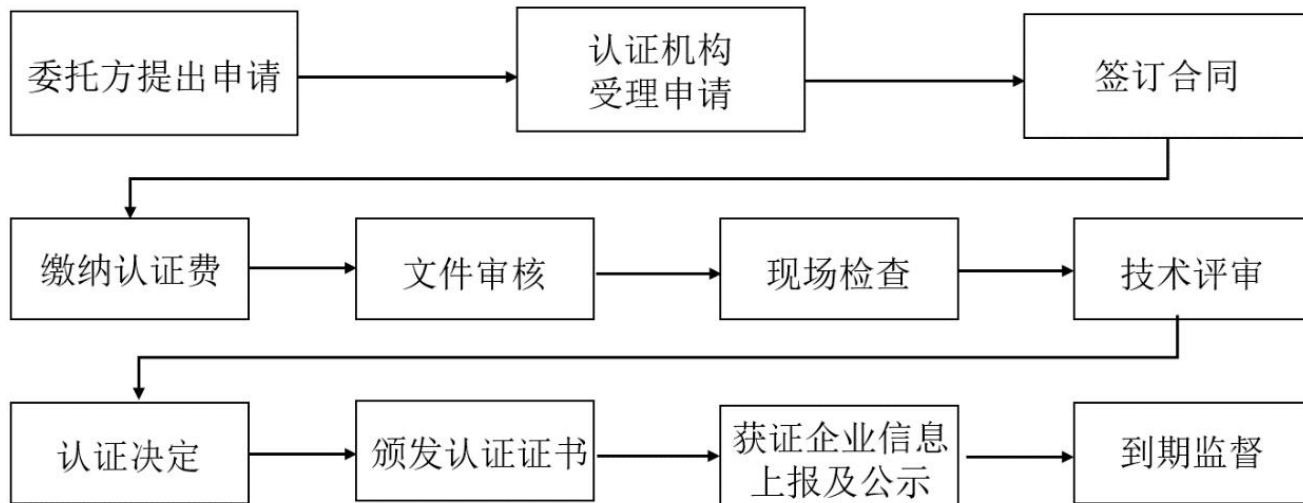 委托方提出申请
认证机构
受理申请
签订合同
缴纳认证费
文件审核
现场检查
技术评审
认证决定
颁发认证证书
获证企业信息
上报及公示
到期监督